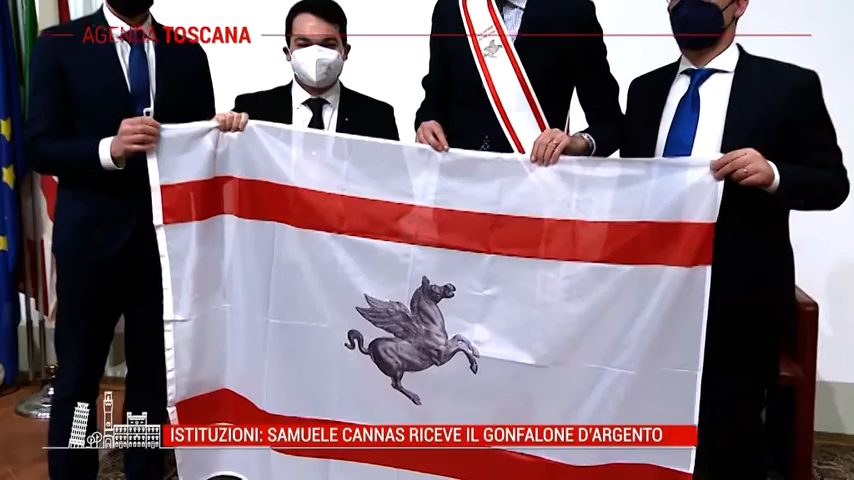 AGENDA TOSCANA
ISTITUZIONI: SAMUELE CANNAS RICEVE IL GONFALONE D'ARGENTO